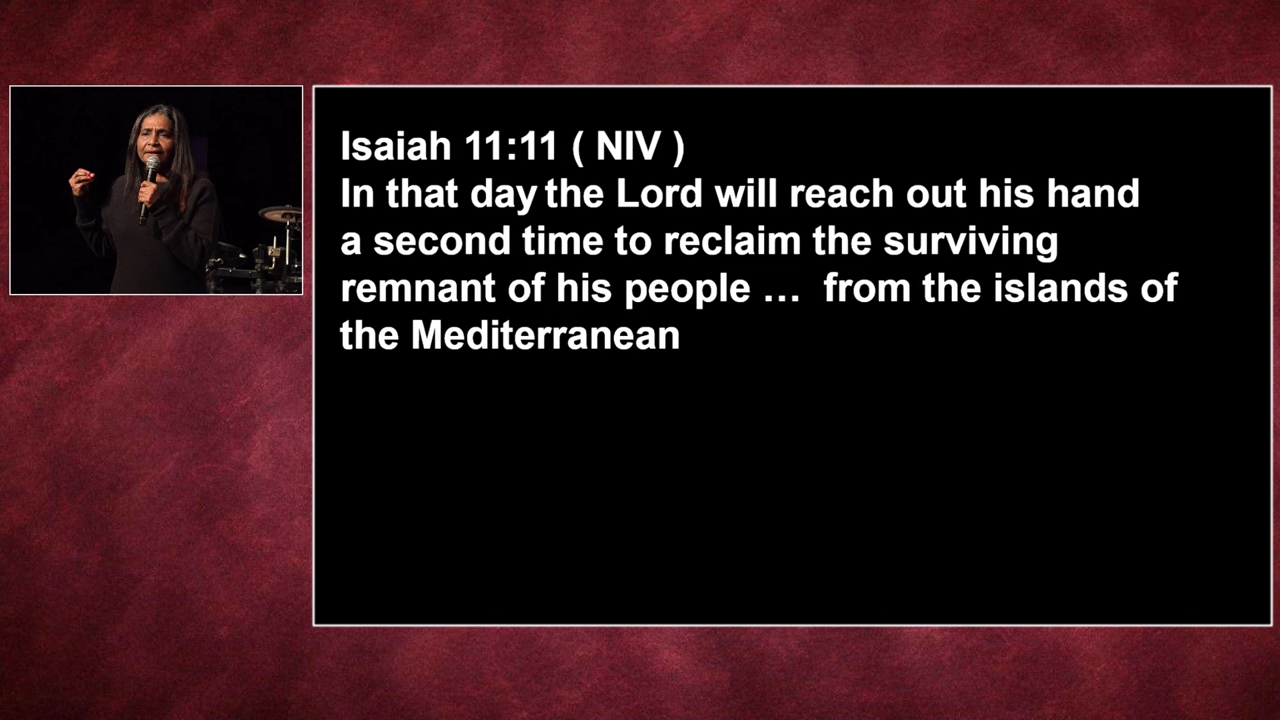 Isaiah 11:11 ( NIV )
In that day the Lord will reach out his hand
a second time to reclaim the surviving
remnant of his people …  from the islands of
the Mediterranean